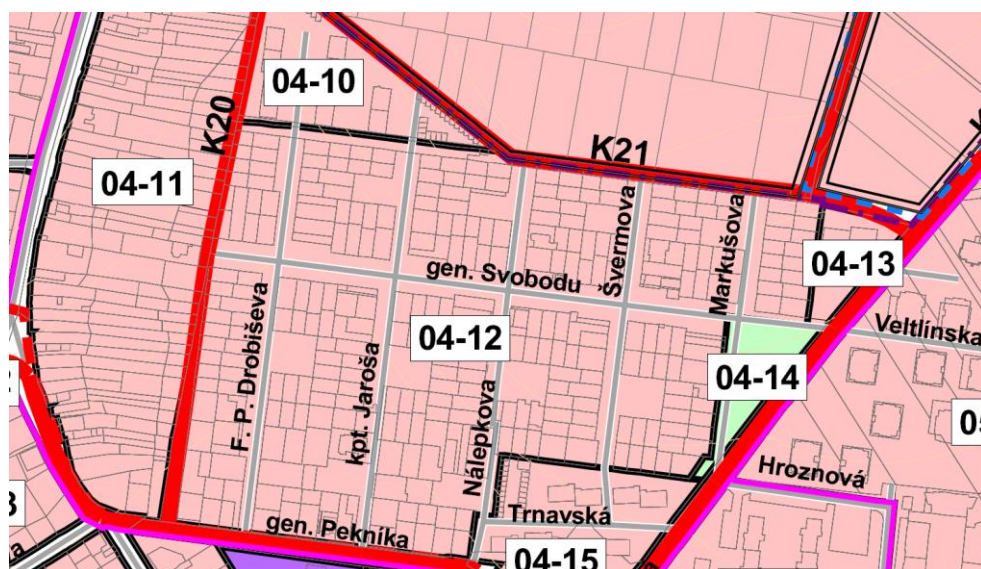 04-10
K20
K21
04-11
Švermova
Markušova
04-13
gen. Svobodu
F. P. Drobiševa
04-12
Veltlínska
kpt. Jaroša
Nálepkova
04-14
Hroznová
gen. Pekníka
Trnavská
04-15